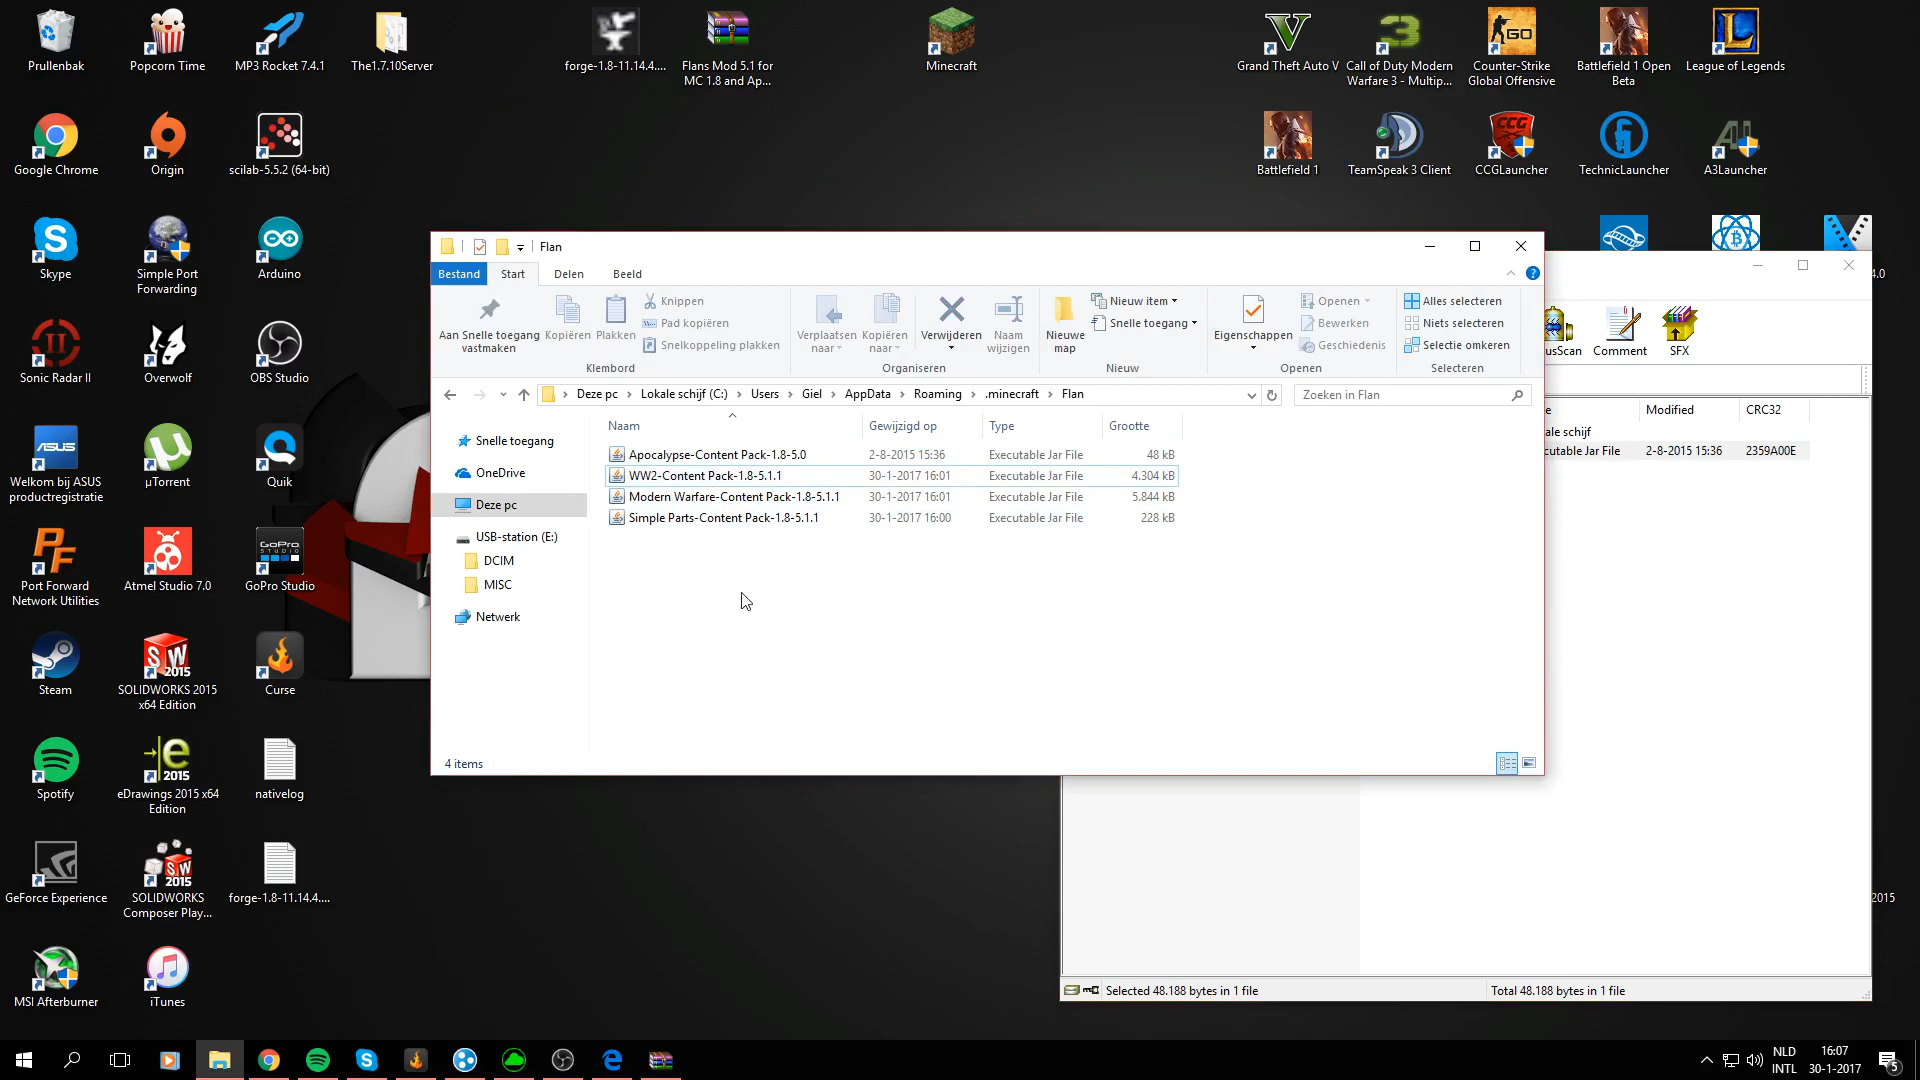 Prullenbak
Popcorn Time
MP3 Rocket 7.4.1
The1.7.10Server
forge-1.8-11.14.4....
Flans Mod 5.1 for
MC 1.8 and Ap...
Minecraft
Grand Theft Auto V
Call of Duty Modern
Warfare 3 - Multip...
Counter-Strike
Global Offensive
Battlefield 1 Open
Beta
League of Legends
Google Chrome
Origin
scilab-5.5.2 (64-bit)
Battlefield 1
TeamSpeak 3 Client
CCGLauncher
TechnicLauncher
A3Launcher
Skype
Simple Port
Forwarding
Arduino
4.0
Sonic Radar II
Overwolf
OBS Studio
Welkom bij ASUS
productregistratie
µTorrent
Quik
Port Forward
Network Utilities
Atmel Studio 7.0
GoPro Studio
Steam
SOLIDWORKS 2015
x64 Edition
Curse
Spotify
eDrawings 2015 x64
Edition
nativelog
GeForce Experience
SOLIDWORKS
Composer Play...
forge-1.8-11.14.4....
2015
MSI Afterburner
iTunes
Flan
Bestand
Start
Delen
Beeld
Aan Snelle toegang
vastmaken
Kopiëren
Plakken
Knippen
Pad kopiëren
Snelkoppeling plakken
Klembord
Verplaatsen
naar
Kopiëren
naar
Verwijderen
Naam
wijzigen
Organiseren
Nieuwe
map
Nieuw item
Snelle toegang
Nieuw
Eigenschappen
Openen
Bewerken
Geschiedenis
Openen
Alles selecteren
Niets selecteren
Selectie omkeren
Selecteren
Deze pc
Lokale schijf (C:)
Users
Giel
AppData
Roaming
.minecraft
Flan
Zoeken in Flan
Snelle toegang
OneDrive
Deze pc
USB-station (E:)
DCIM
MISC
Netwerk
Naam Gewijzigd op Type Grootte
Apocalypse-Content Pack-1.8-5.0 2-8-2015 15:36 Executable Jar File 48 kB
WW2-Content Pack-1.8-5.1.1 30-1-2017 16:01 Executable Jar File 4.304 kB
Modern Warfare-Content Pack-1.8-5.1.1 30-1-2017 16:01 Executable Jar File 5.844 kB
Simple Parts-Content Pack-1.8-5.1.1 30-1-2017 16:00 Executable Jar File 228 kB
4 items
usScan
Comment
SFX
e Modified CRC32
ale schijf
cutable Jar File 2-8-2015 15:36 2359A00E
Selected 48.188 bytes in 1 file
Total 48.188 bytes in 1 file
NLD
INTL
16:07
30-1-2017
5